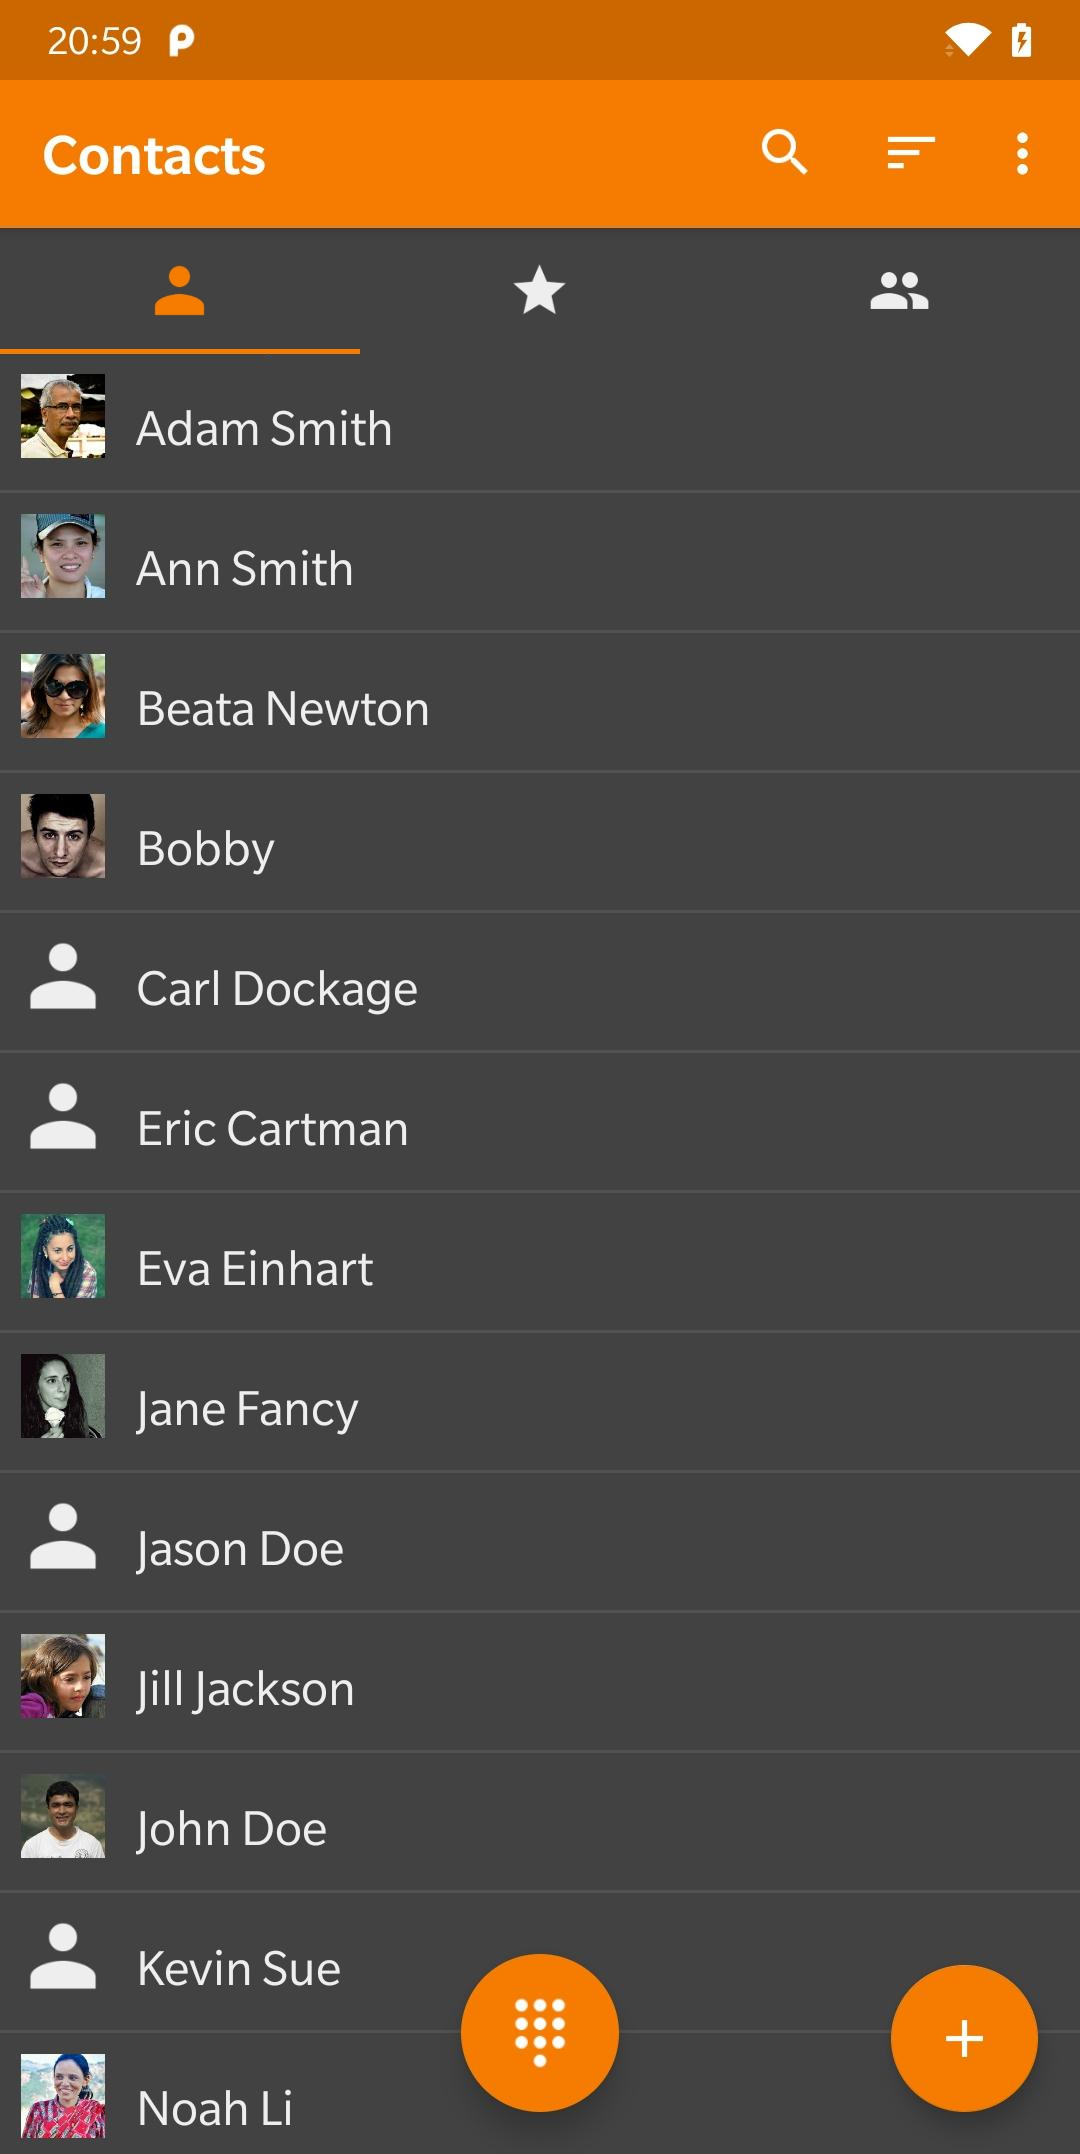 20:59
Contacts
Adam Smith
Ann Smith
Beata Newton
Bobby
Carl Dockage
Eric Cartman
Eva Einhart
Jane Fancy
Jason Doe
Jill Jackson
John Doe
Kevin Sue
Noah Li